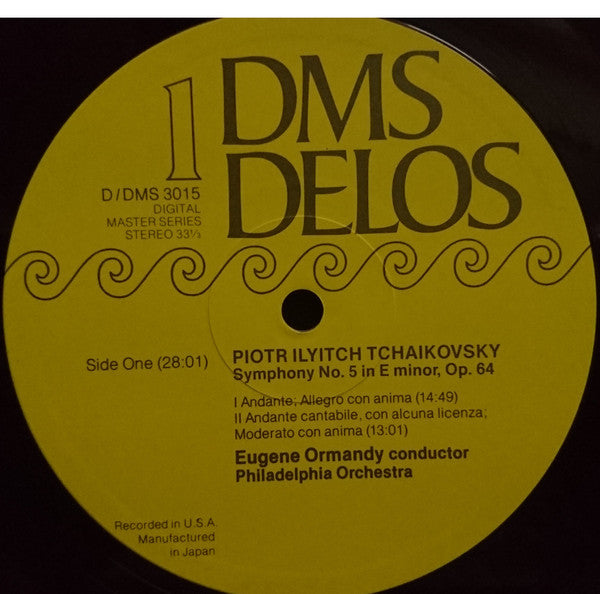 1
DMS
DELOS
D/DMS 3015
DIGITAL
MASTER SERIES
STEREO 33⅓
Side One (28:01)
PIOTR ILYITCH TCHAIKOVSKY
Symphony No. 5 in E minor, Op. 64
I Andante; Allegro con anima (14:49)
II Andante cantabile, con alcuna licenza;
Moderato con anima (13:01)
Eugene Ormandy conductor
Philadelphia Orchestra
Recorded in U.S.A.
Manufactured
in Japan